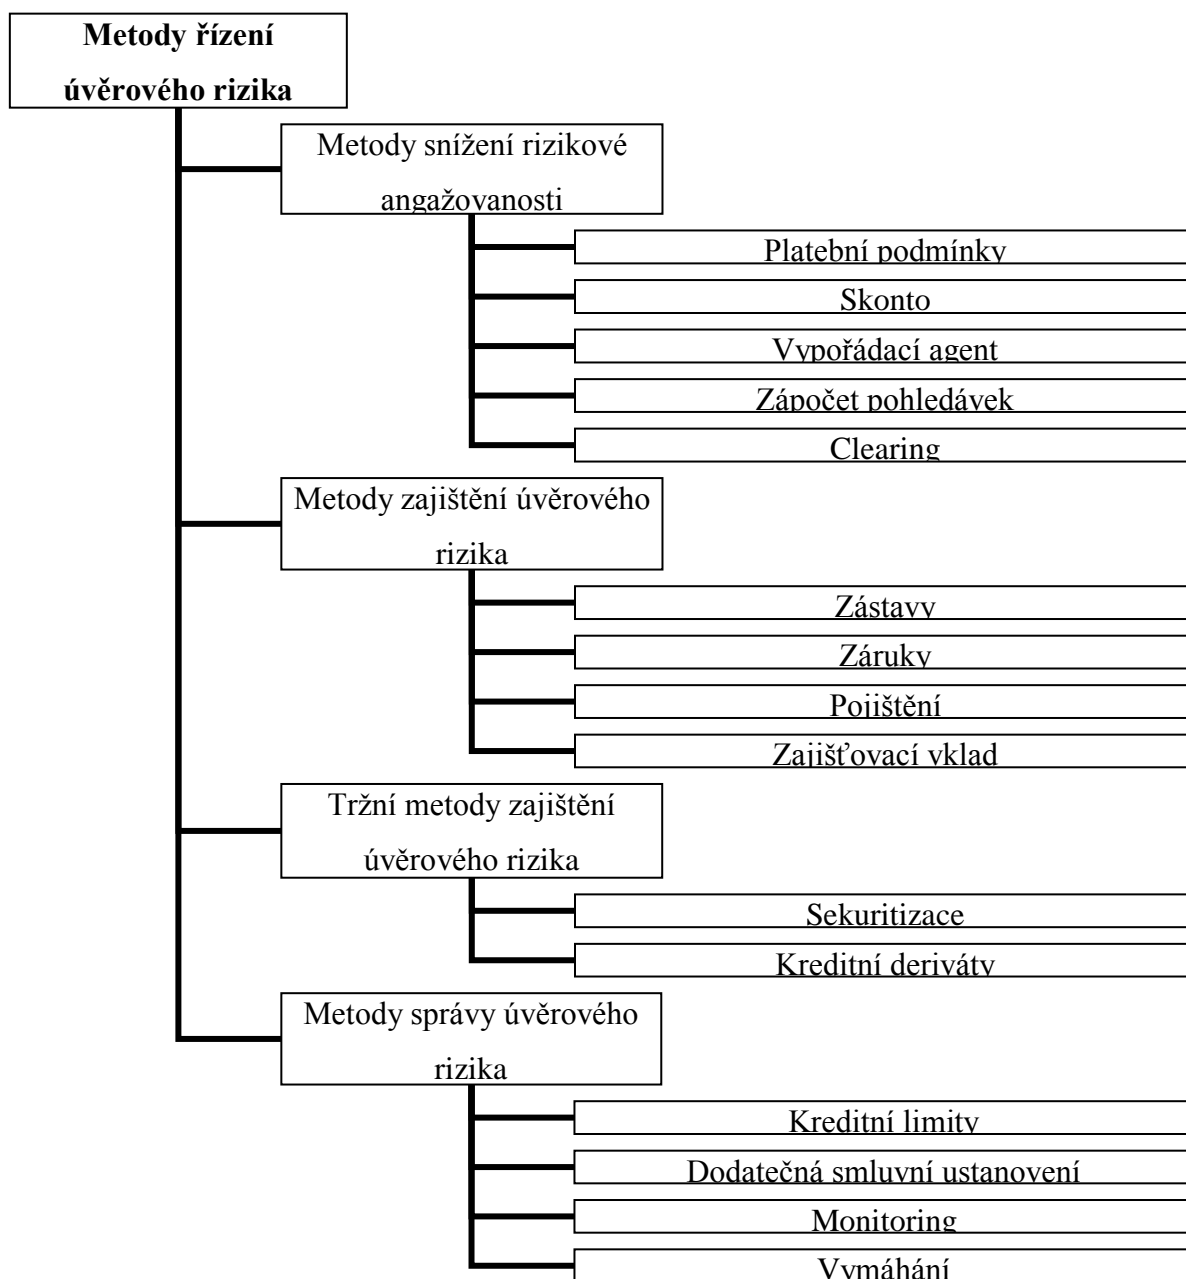 Metody řízení
úvěrového rizika
Metody snížení rizikové
angažovanosti
Platební podmínky
Skonto
Vypořádací agent
Zápočet pohledávek
Clearing
Metody zajištění úvěrového
rizika
Zástavy
Záruky
Pojištění
Zajišťovací vklad
Tržní metody zajištění
úvěrového rizika
Sekuritizace
Kreditní deriváty
Metody správy úvěrového
rizika
Kreditní limity
Dodatečná smluvní ustanovení
Monitoring
Vymáhání